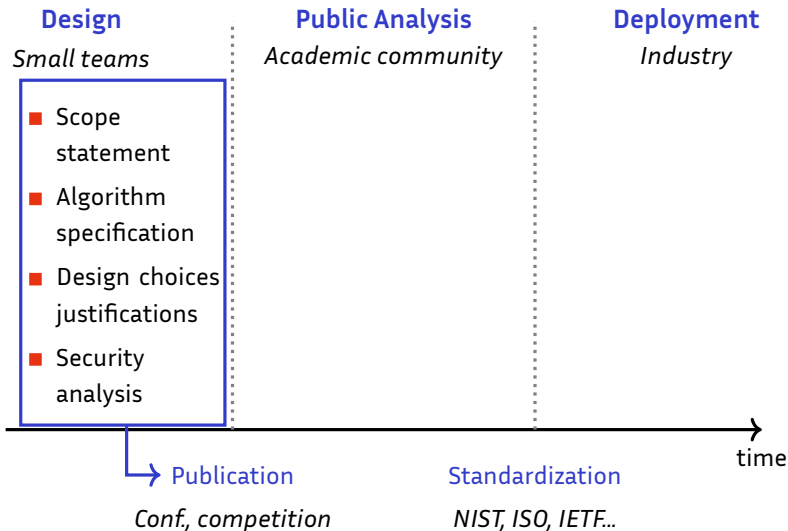 Design
Small teams
Scope
statement
Algorithm
specification
Design choices
justifications
Security
analysis
Public Analysis
Academic community
Deployment
Industry
time
Publication
Conf., competition
Standardization
NIST, ISO, IETF...